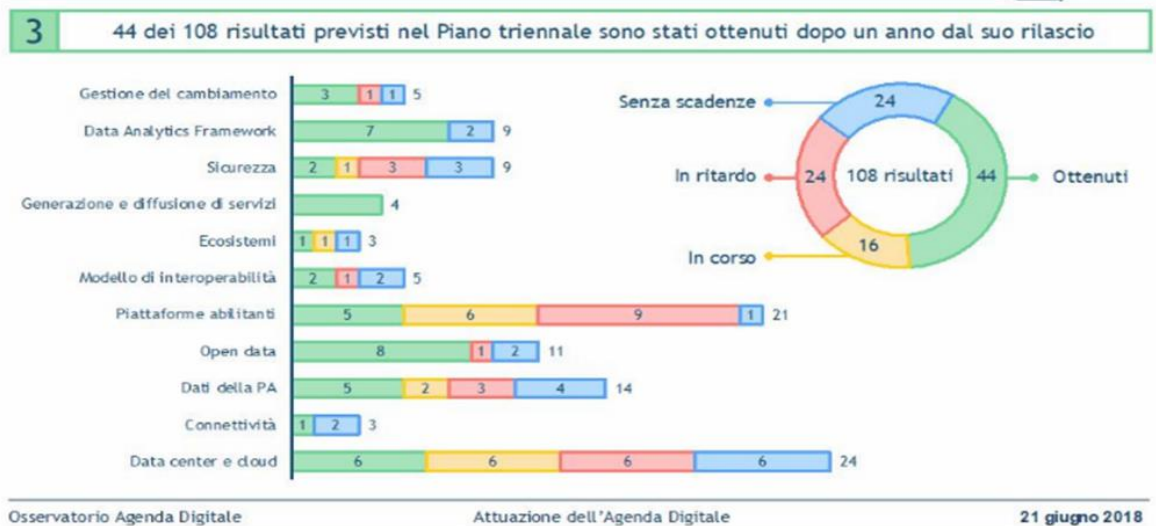 3
44 dei 108 risultati previsti nel Piano triennale sono stati ottenuti dopo un anno dal suo rilascio
Gestione del cambiamento 3 1 1 5
Data Analytics Framework 7 2 9
Sicurezza 2 1 3 3 9
Generazione e diffusione di servizi 4
Ecosistemi 1 1 1 3
Modello di interoperabilità 2 1 2 5
Piattaforme abilitanti 5 6 9 1 21
Open data 8 1 2 11
Dati della PA 5 2 3 4 14
Connettività 1 2 3
Data center e cloud 6 6 6 6 24
Senza scadenze 24
In ritardo 24 108 risultati 44 Ottenuti
In corso 16
Osservatorio Agenda Digitale Attuazione dell'Agenda Digitale 21 giugno 2018